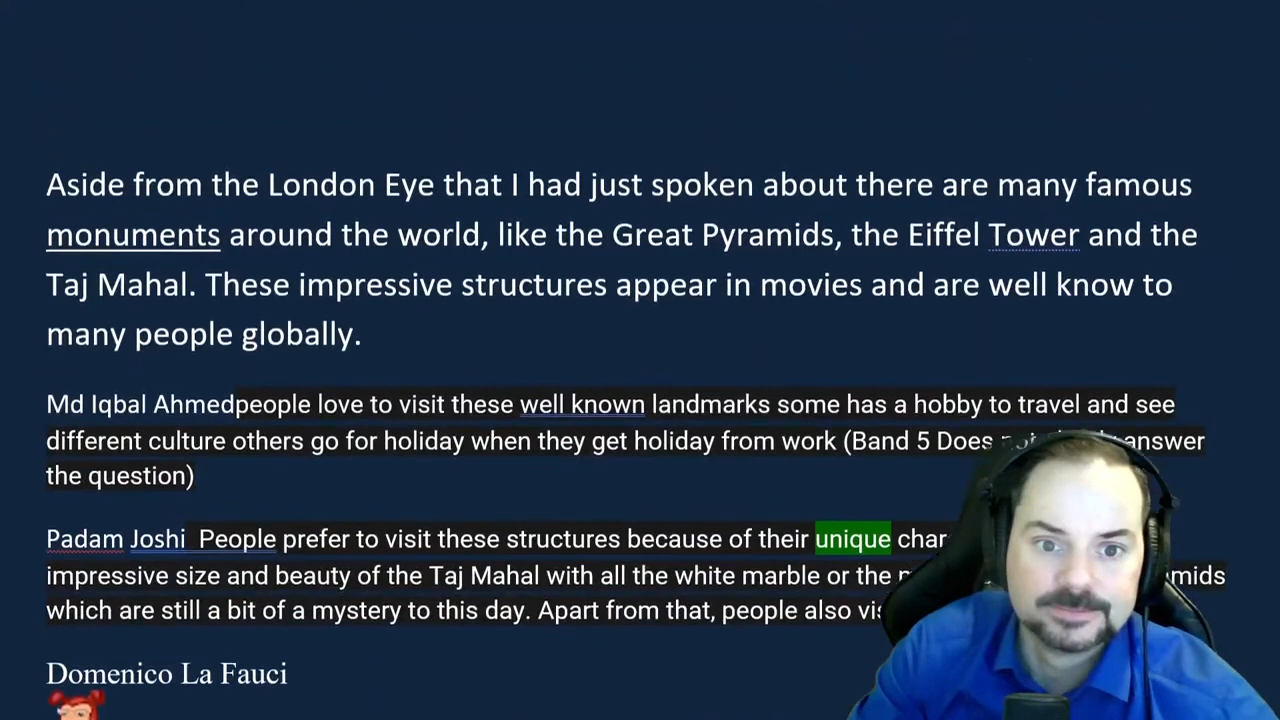 Aside from the London Eye that I had just spoken about there are many famous
monuments around the world, like the Great Pyramids, the Eiffel Tower and the
Taj Mahal. These impressive structures appear in movies and are well know to
many people globally.
Md Iqbal Ahmedpeople love to visit these well known landmarks some has a hobby to travel and see
different culture others go for holiday when they get holiday from work (Band 5 Does answer
the question)
Padam Joshi People prefer to visit these structures because of their unique
impressive size and beauty of the Taj Mahal with all the white marble or the
which are still a bit of a mystery to this day. Apart from that, people also
Domenico La Fauci